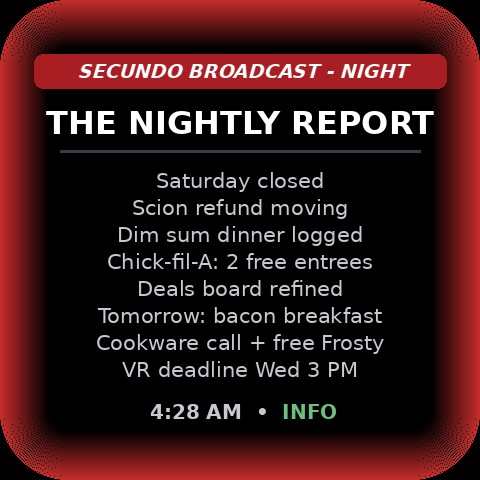 SECUNDO BROADCAST - NIGHT
THE NIGHTLY REPORT
Saturday closed
Scion refund moving
Dim sum dinner logged
Chick-fil-A: 2 free entrees
Deals board refined
Tomorrow: bacon breakfast
Cookware call + free Frosty
VR deadline Wed 3 PM
4:28 AM • INFO